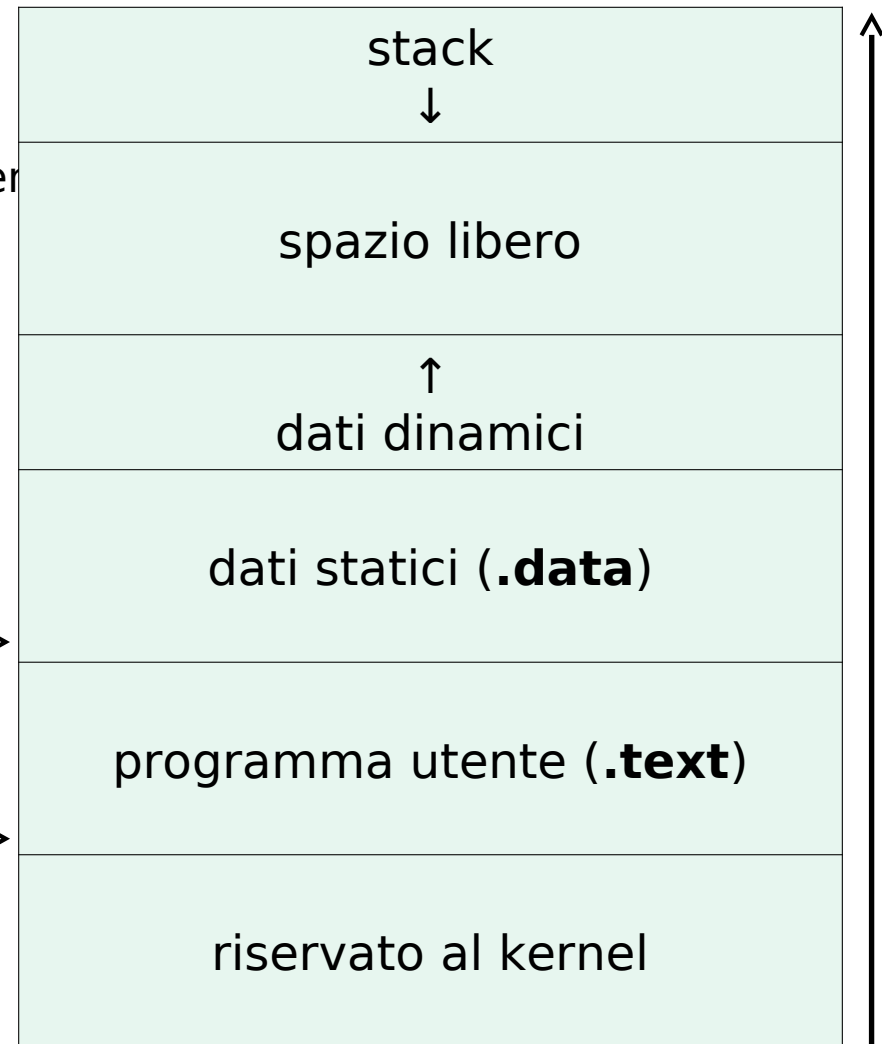 stack
↓
spazio libero
↑
dati dinamici
dati statici (.data)
programma utente (.text)
riservato al kernel